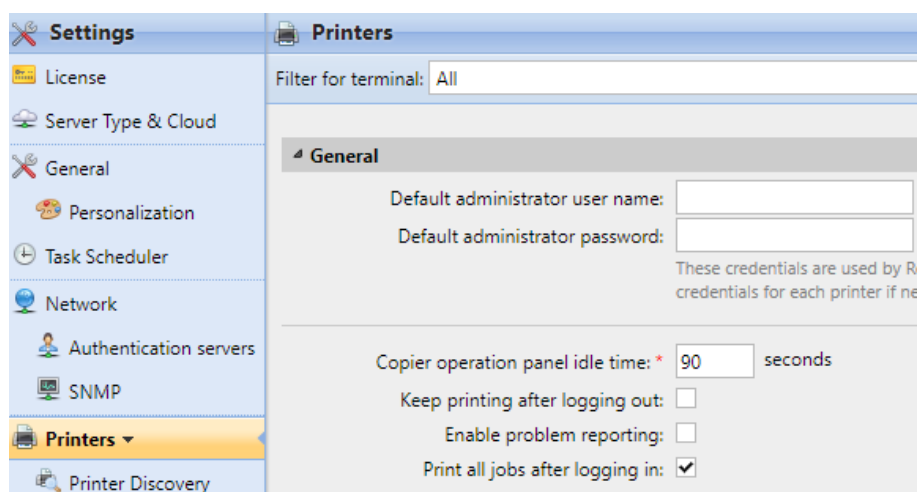 Settings
License
Server Type & Cloud
General
Personalization
Task Scheduler
Network
Authentication servers
SNMP
Printers
Printer Discovery
Printers
Filter for terminal: All
General
Default administrator user name:
Default administrator password:
These credentials are used by
credentials for each printer if
Copier operation panel idle time: * 90 seconds
Keep printing after logging out:
Enable problem reporting:
Print all jobs after logging in: